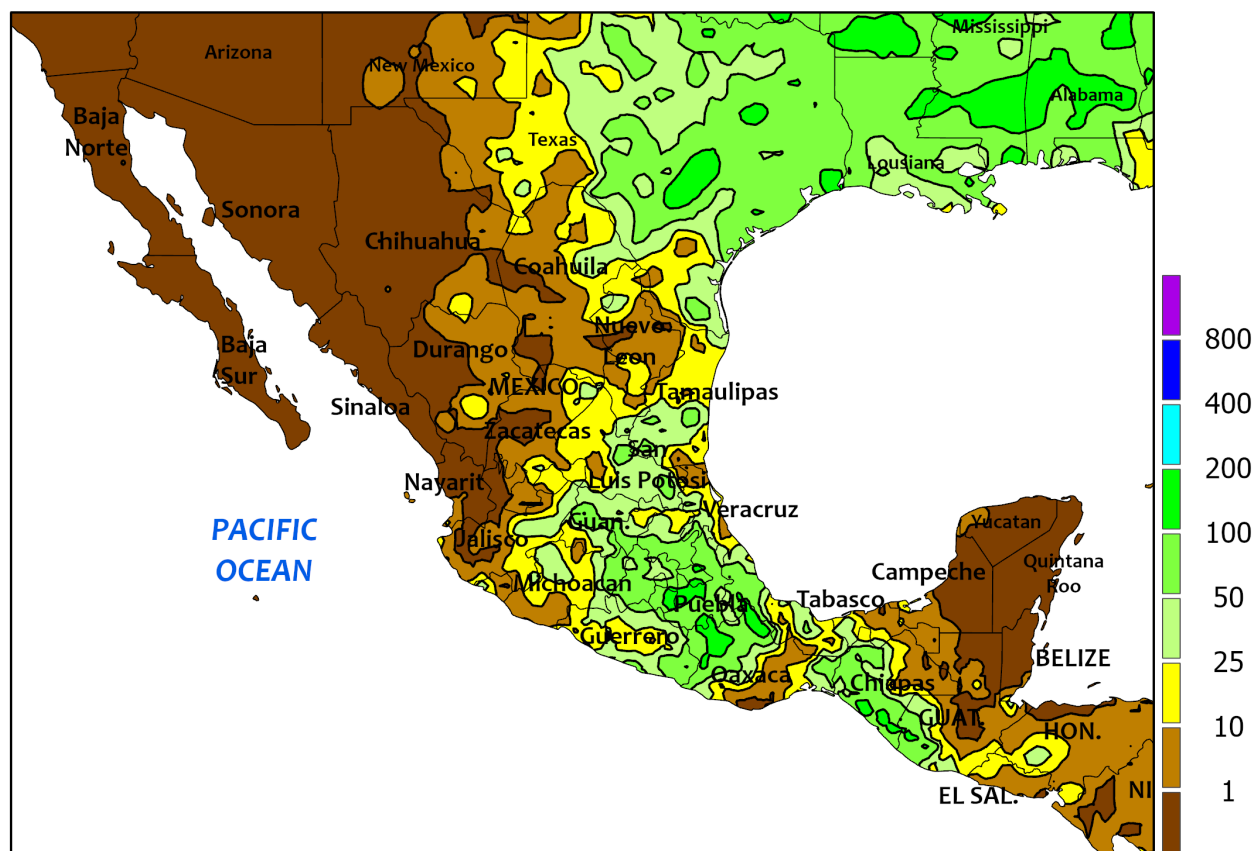 Mississippi
Arizona
New Mexico
Alabama
Baja
Norte
Texas
Lousiana
Sonora
Chihuahua
Coahuila
Nuevo
Leon
Baja
Sur
Durango
MEXICO
Tamaulipas
Sinaloa
Zacatecas
San
Luis Potosi
Nayarit
Veracruz
Guan.
Yucatan
PACIFIC
OCEAN
Jalisco
Quintana
Roo
Campeche
Michoacan
Puebla
Tabasco
Guerrero
BELIZE
Oaxaca
Chiapas
GUAT.
HON.
EL SAL.
NI
800
400
200
100
50
25
10
1